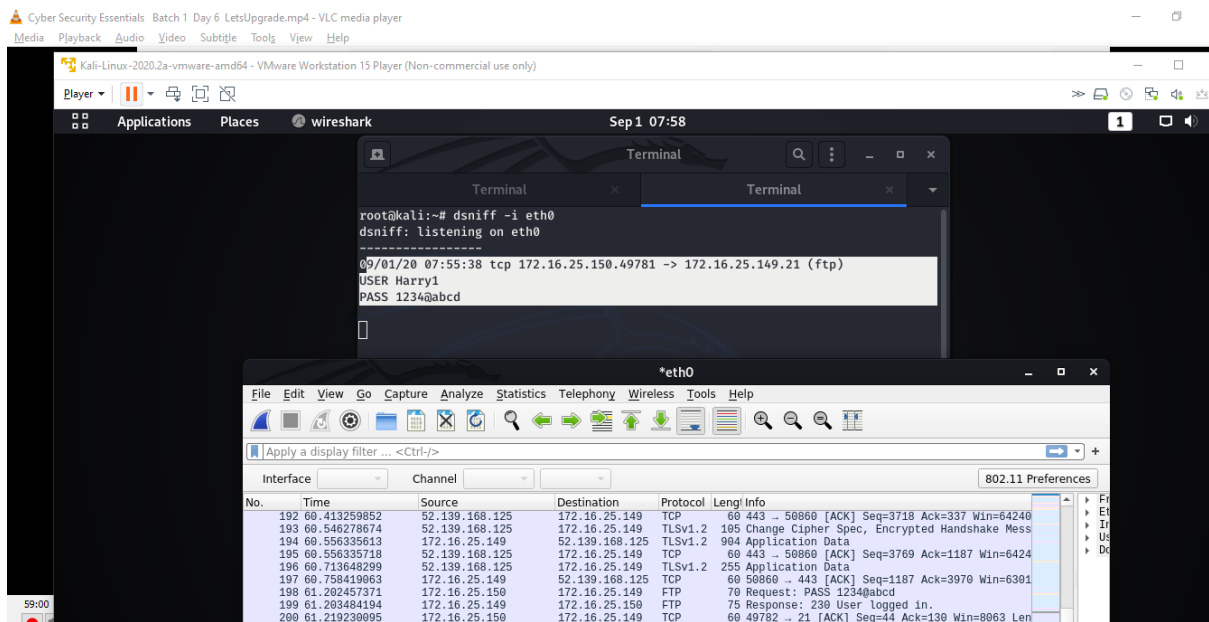 Cyber Security Essentials Batch 1 Day 6 LetsUpgrade.mp4 - VLC media player
Media Playback Audio Video Subtitle Tools View Help
Kali-Linux-2020.2a-vmware-amd64 - VMware Workstation 15 Player (Non-commercial use only)
Player
Applications Places wireshark Sep 1 07:58 1
Terminal
Terminal Terminal
root@kali:~# dsniff -i eth0
dsniff: listening on eth0
-----------------
09/01/20 07:55:38 tcp 172.16.25.150.49781 -> 172.16.25.149.21 (ftp)
USER Harry1
PASS 1234@abcd
*eth0
File Edit View Go Capture Analyze Statistics Telephony Wireless Tools Help
Apply a display filter ... <Ctrl-/>
Interface Channel 802.11 Preferences
No. Time Source Destination Protocol Lengt Info
192 60.413259852 52.139.168.125 172.16.25.149 TCP 60 443 → 50860 [ACK] Seq=3718 Ack=337 Win=64240
193 60.546278674 52.139.168.125 172.16.25.149 TLSv1.2 105 Change Cipher Spec, Encrypted Handshake Mess
194 60.556335613 172.16.25.149 52.139.168.125 TLSv1.2 904 Application Data
195 60.556335718 52.139.168.125 172.16.25.149 TCP 60 443 → 50860 [ACK] Seq=3769 Ack=1187 Win=6424
196 60.713648299 52.139.168.125 172.16.25.149 TLSv1.2 255 Application Data
197 60.758419063 172.16.25.149 52.139.168.125 TCP 60 50860 → 443 [ACK] Seq=1187 Ack=3970 Win=6301
198 61.202457371 172.16.25.150 172.16.25.149 FTP 70 Request: PASS 1234@abcd
199 61.203484194 172.16.25.149 172.16.25.150 FTP 75 Response: 230 User logged in.
200 61.219230095 172.16.25.150 172.16.25.149 TCP 60 49782 → 21 [ACK] Seq=44 Ack=130 Win=8063 Len
59:00